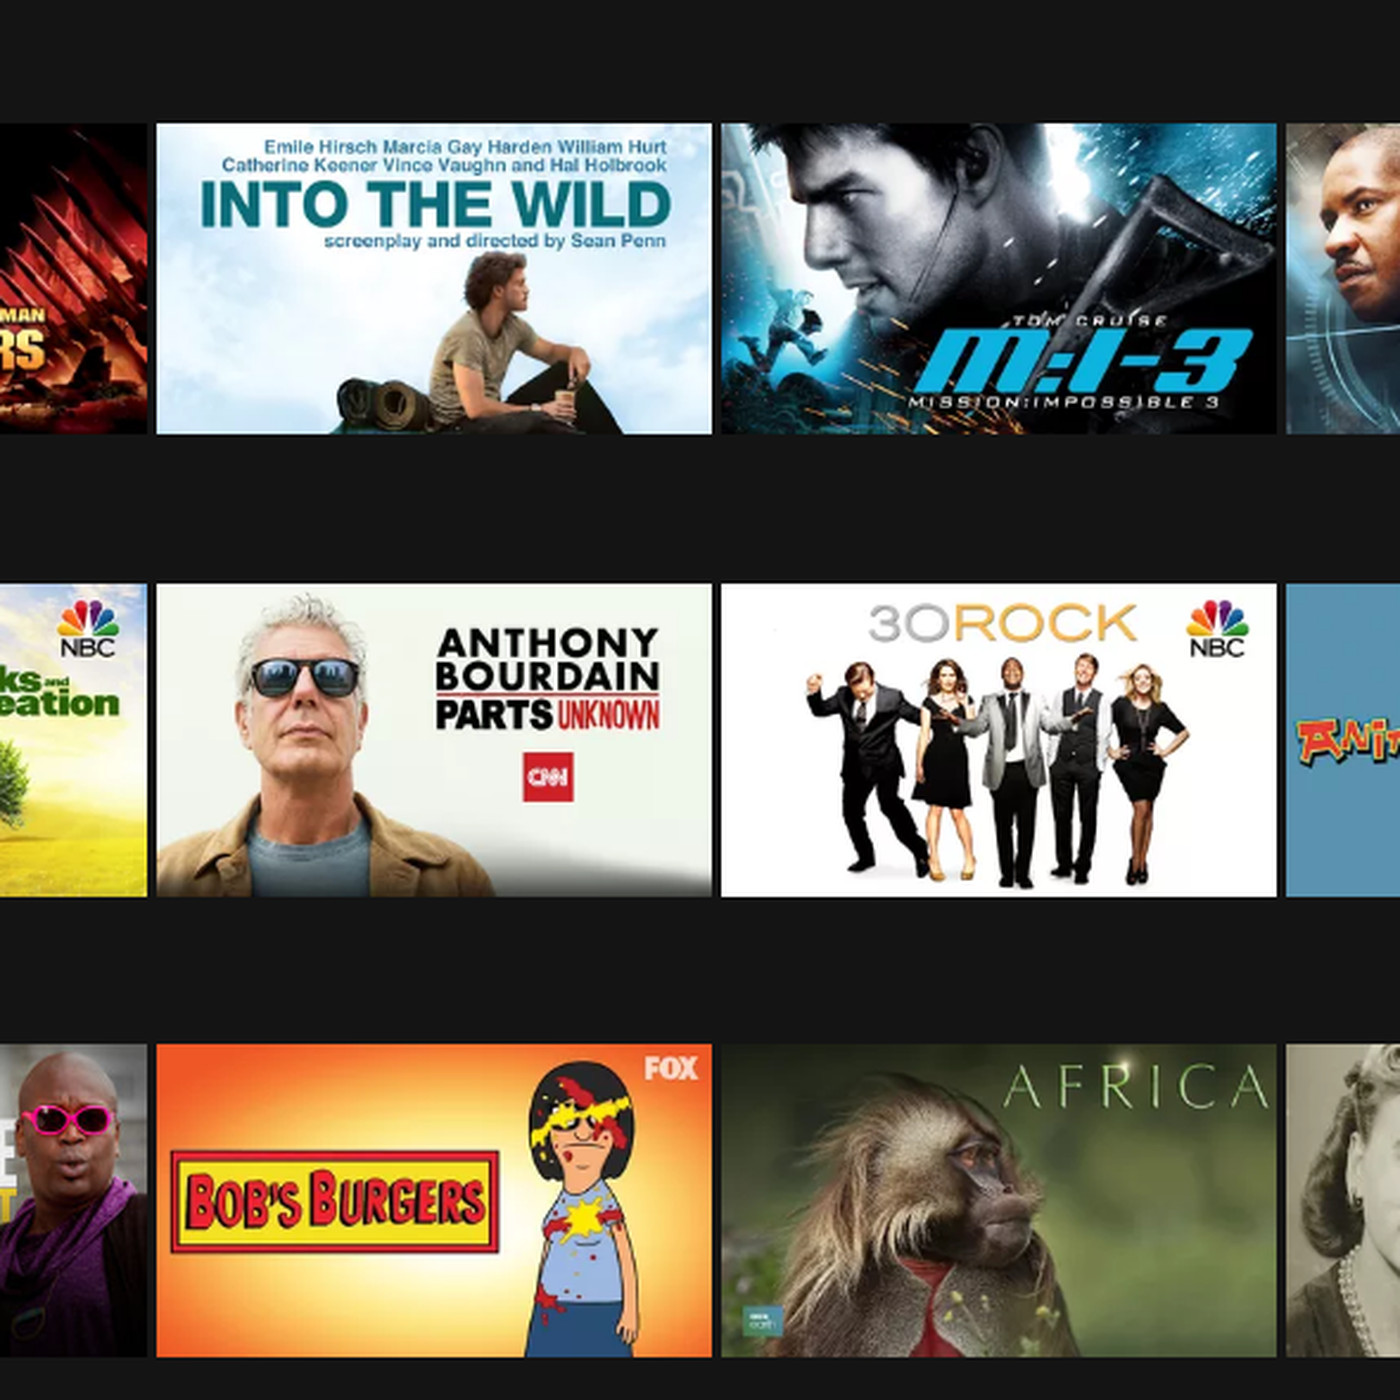 MAN
RS
Emile Hirsch Marcia Gay Harden William Hurt
Catherine Keener Vince Vaughn and Hal Holbrook
INTO THE WILD
screenplay and directed by Sean Penn
TOM CRUISE
M:I-3
MISSION:IMPOSSIBLE 3
NBC
ks and
eation
ANTHONY
BOURDAIN
PARTS UNKNOWN
CNN
30ROCK
NBC
ANI
E
T
FOX
BOB'S BURGERS
AFRICA
earth